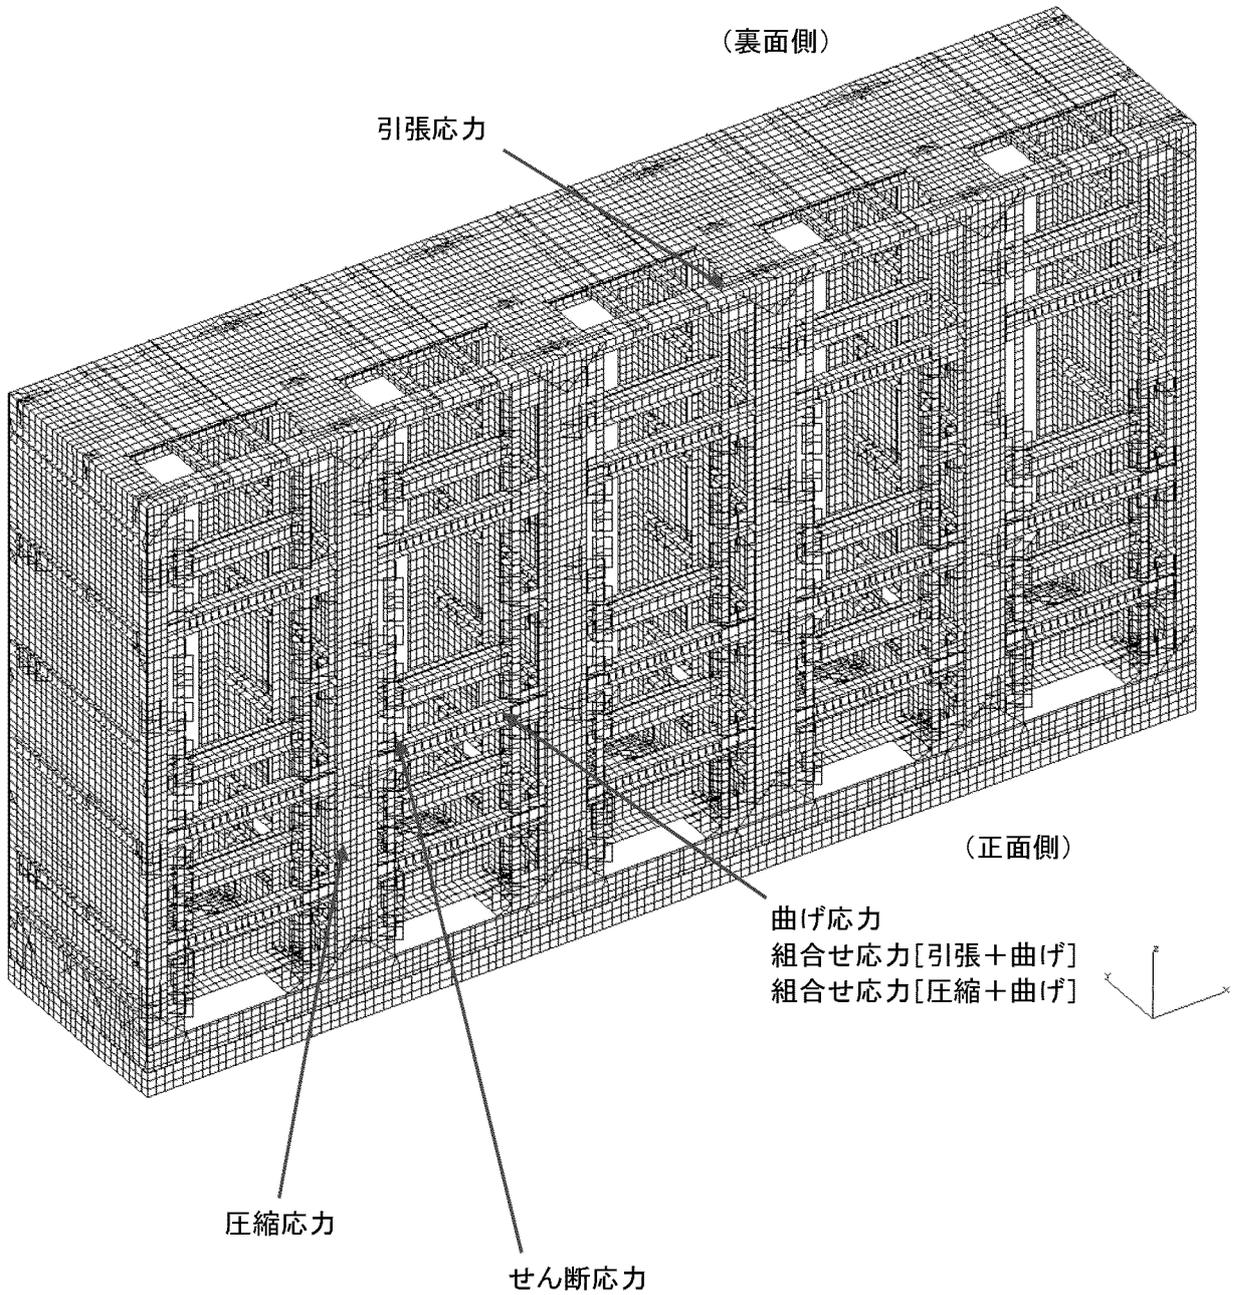 （裏面側）
引張応力
（正面側）
曲げ応力
組合せ応力[引張＋曲げ]
組合せ応力[圧縮＋曲げ]
z
Y
X
圧縮応力
せん断応力